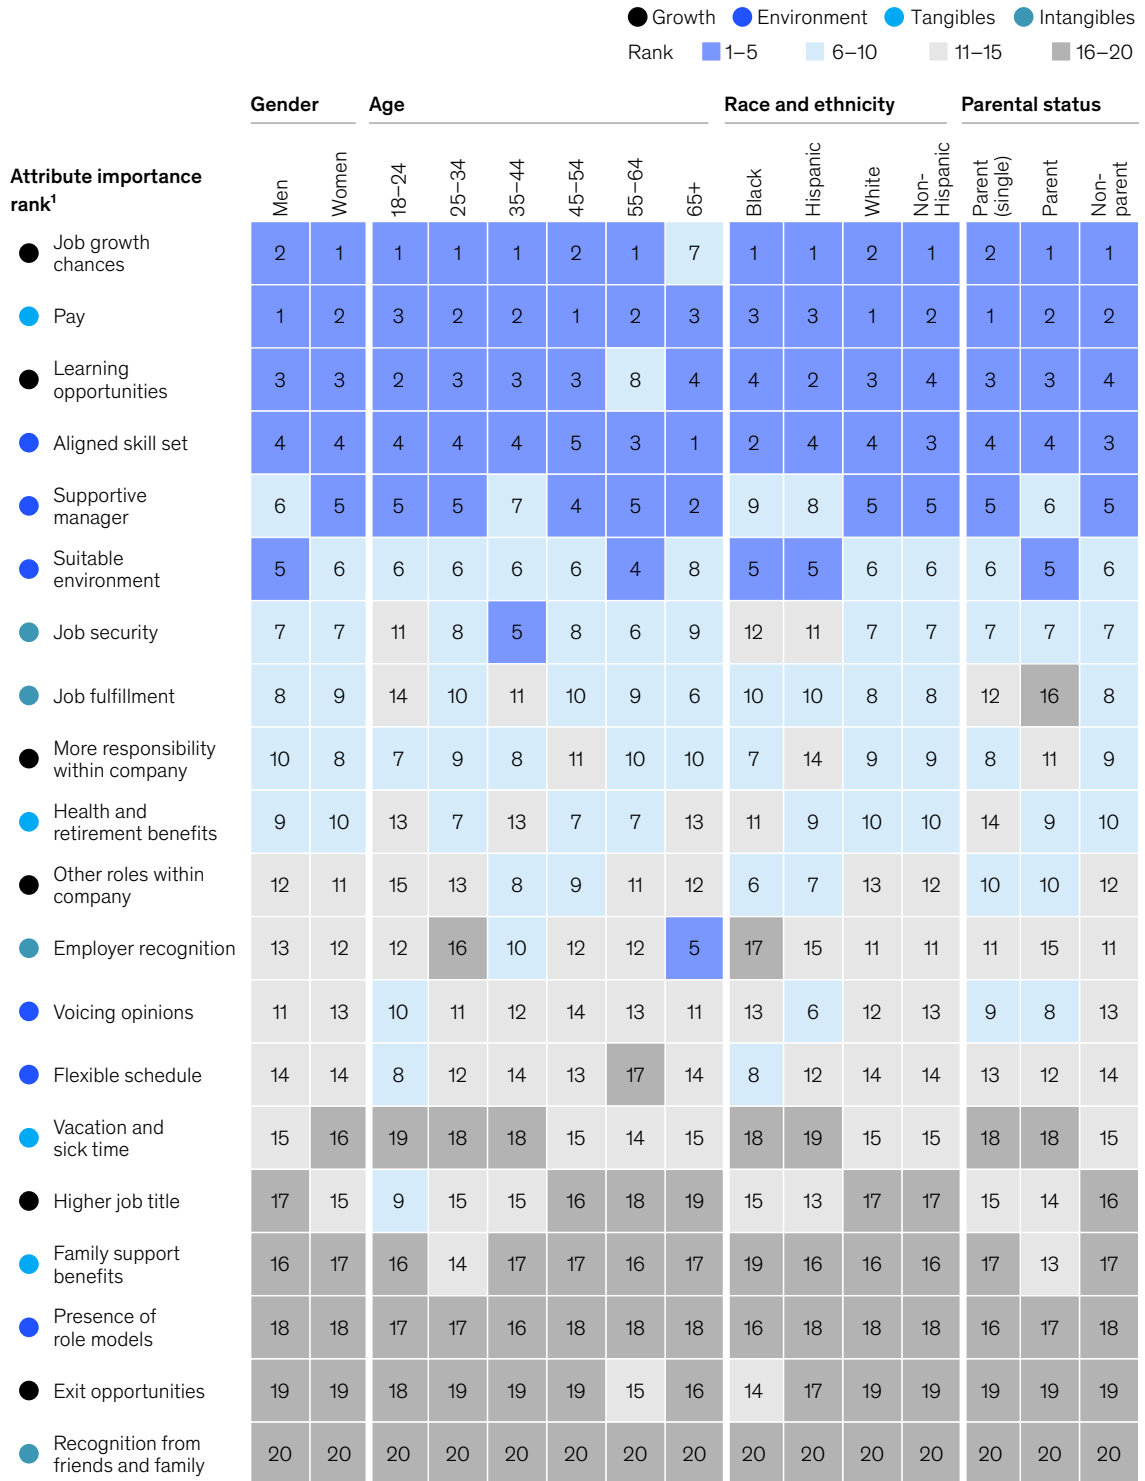 Growth Environment Tangibles Intangibles
Rank 1–5 6–10 11–15 16–20
Gender Age Race and ethnicity Parental status
Attribute importance
rank¹
Men Women 18–24 25–34 35–44 45–54 55–64 65+ Black Hispanic White Non-
Hispanic Parent
(single) Parent Non-
parent
Job growth
chances
2 1 1 1 1 2 1 7 1 1 2 1 2 1 1
Pay 1 2 3 2 2 1 2 3 3 3 1 2 1 2 2
Learning
opportunities
3 3 2 3 3 3 8 4 4 2 3 4 3 3 4
Aligned skill set 4 4 4 4 4 5 3 1 2 4 4 3 4 4 3
Supportive
manager
6 5 5 5 7 4 5 2 9 8 5 5 5 6 5
Suitable
environment
5 6 6 6 6 6 4 8 5 5 6 6 6 5 6
Job security 7 7 11 8 5 8 6 9 12 11 7 7 7 7 7
Job fulfillment 8 9 14 10 11 10 9 6 10 10 8 8 12 16 8
More responsibility
within company
10 8 7 9 8 11 10 10 7 14 9 9 8 11 9
Health and
retirement benefits
9 10 13 7 13 7 7 13 11 9 10 10 14 9 10
Other roles within
company
12 11 15 13 8 9 11 12 6 7 13 12 10 10 12
Employer recognition 13 12 12 16 10 12 12 5 17 15 11 11 11 15 11
Voicing opinions 11 13 10 11 12 14 13 11 13 6 12 13 9 8 13
Flexible schedule 14 14 8 12 14 13 17 14 8 12 14 14 13 12 14
Vacation and
sick time
15 16 19 18 18 15 14 15 18 19 15 15 18 18 15
Higher job title 17 15 9 15 15 16 18 19 15 13 17 17 15 14 16
Family support
benefits
16 17 16 14 17 17 16 17 19 16 16 16 17 13 17
Presence of
role models
18 18 17 17 16 18 18 18 16 18 18 18 16 17 18
Exit opportunities 19 19 18 19 19 19 15 16 14 17 19 19 19 19 19
Recognition from
friends and family
20 20 20 20 20 20 20 20 20 20 20 20 20 20 20